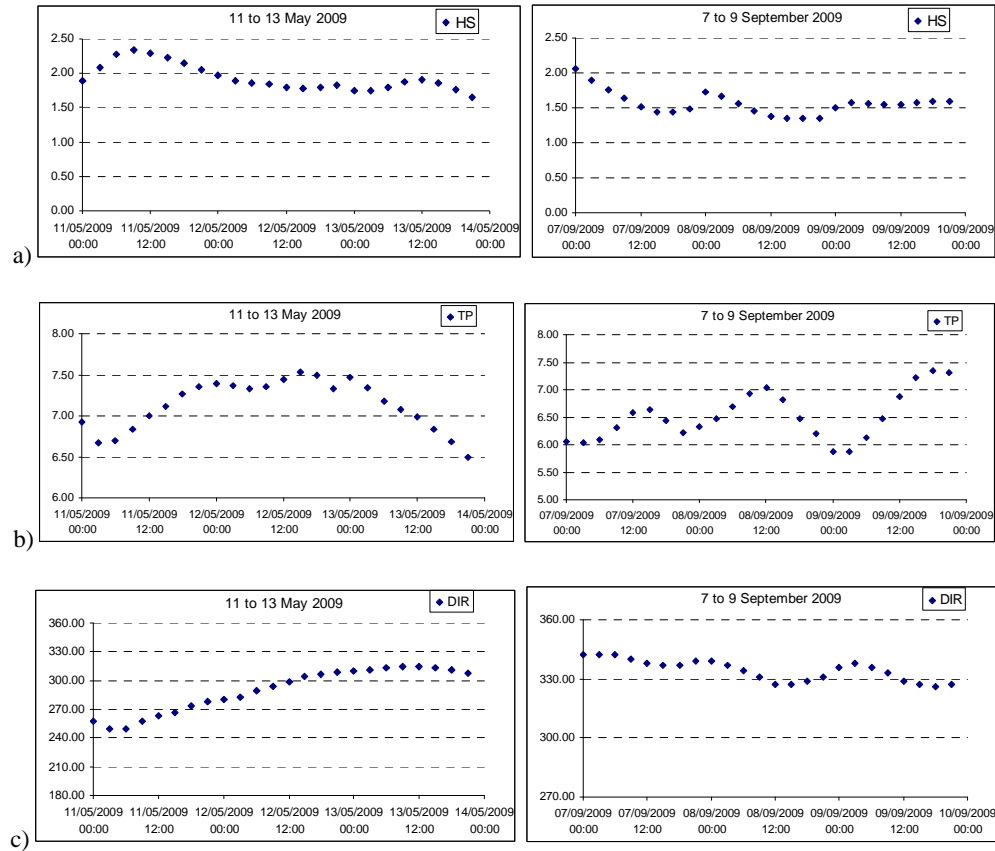 11 to 13 May 2009
HS
2.50
2.00
1.50
1.00
0.50
0.00
11/05/2009 11/05/2009 12/05/2009 12/05/2009 13/05/2009 13/05/2009 14/05/2009
00:00 12:00 00:00 12:00 00:00 12:00 00:00
7 to 9 September 2009
HS
2.50
2.00
1.50
1.00
0.50
0.00
07/09/2009 07/09/2009 08/09/2009 08/09/2009 09/09/2009 09/09/2009 10/09/2009
00:00 12:00 00:00 12:00 00:00 12:00 00:00
a)
11 to 13 May 2009
TP
8.00
7.50
7.00
6.50
6.00
11/05/2009 11/05/2009 12/05/2009 12/05/2009 13/05/2009 13/05/2009 14/05/2009
00:00 12:00 00:00 12:00 00:00 12:00 00:00
7 to 9 September 2009
TP
8.00
7.50
7.00
6.50
6.00
5.50
5.00
07/09/2009 07/09/2009 08/09/2009 08/09/2009 09/09/2009 09/09/2009 10/09/2009
00:00 12:00 00:00 12:00 00:00 12:00 00:00
b)
11 to 13 May 2009
DIR
360.00
330.00
300.00
270.00
240.00
210.00
180.00
11/05/2009 11/05/2009 12/05/2009 12/05/2009 13/05/2009 13/05/2009 14/05/2009
00:00 12:00 00:00 12:00 00:00 12:00 00:00
7 to 9 September 2009
DIR
360.00
330.00
300.00
270.00
07/09/2009 07/09/2009 08/09/2009 08/09/2009 09/09/2009 09/09/2009 10/09/2009
00:00 12:00 00:00 12:00 00:00 12:00 00:00
c)